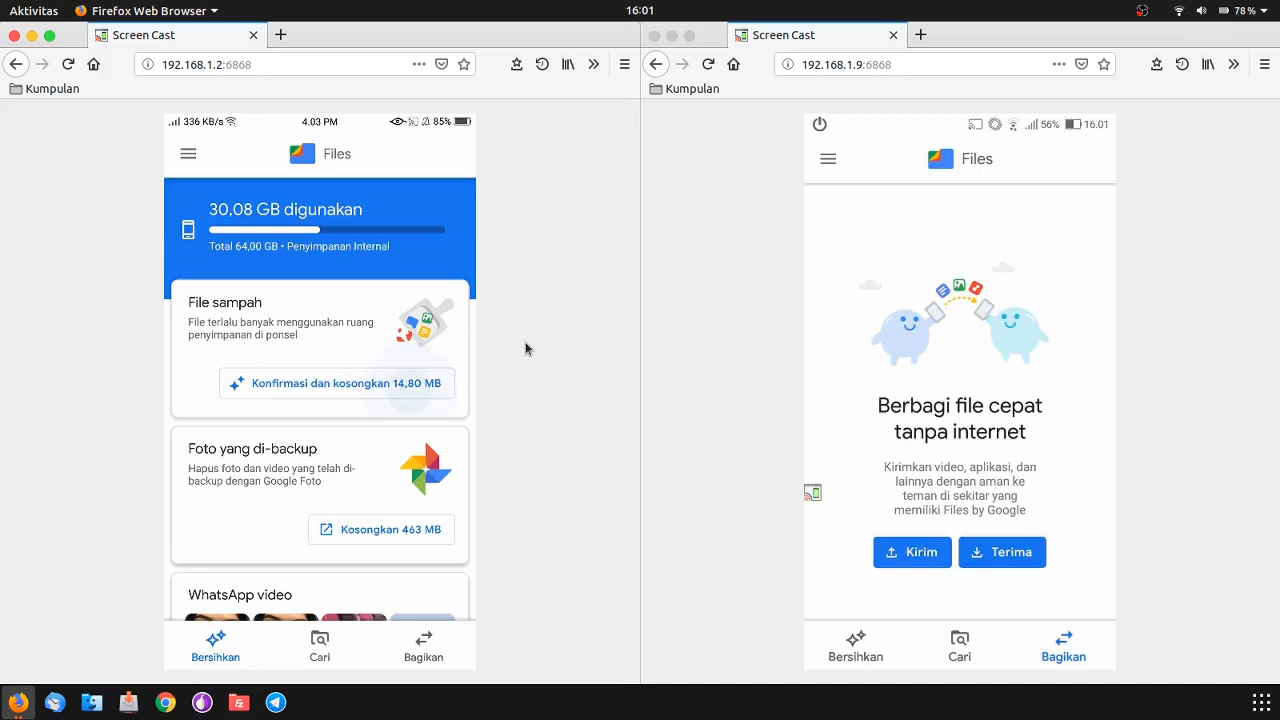 Aktivitas
Firefox Web Browser
16:01
78 %
Screen Cast
192.168.1.2:6868
Kumpulan
336 KB/s
4.03 PM
85%
Files
30,08 GB digunakan
Total 64,00 GB • Penyimpanan Internal
File sampah
File terlalu banyak menggunakan ruang
penyimpanan di ponsel
Konfirmasi dan kosongkan 14,80 MB
Foto yang di-backup
Hapus foto dan video yang telah di-
backup dengan Google Foto
Kosongkan 463 MB
WhatsApp video
Bersihkan
Cari
Bagikan
Screen Cast
192.168.1.9:6868
Kumpulan
56%
16.01
Files
Berbagi file cepat
tanpa internet
Kirimkan video, aplikasi, dan
lainnya dengan aman ke
teman di sekitar yang
memiliki Files by Google
Kirim
Terima
Bersihkan
Cari
Bagikan